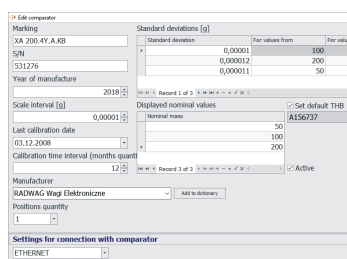 Edit comparator
Marking
XA 200.4Y.A.KB
S/N
531276
Year of manufacture
2018
Scale interval [g]
0,00001
Last calibration date
03.12.2008
Calibration time interval (months quanti
12
Manufacturer
RADWAG Wagi Elektroniczne
Add to dictionary
Positions quantity
1
Standard deviations [g]
Standard deviation For values from For valu
0,00001 100
0,000012 200
0,000011 50
Record 1 of 3
Displayed nominal values
Nominal mass
50
100
200
Record 3 of 3
Set default THB
A156737
Active
Settings for connection with comparator
ETHERNET